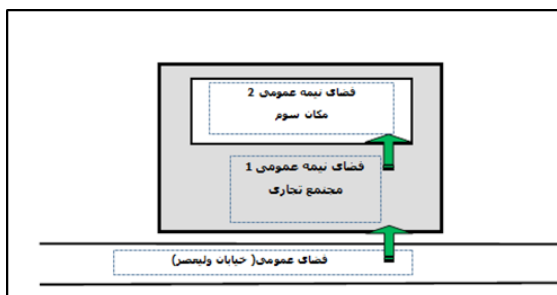 فضای نیمه عمومی 2
مکان سوم
فضای نیمه عمومی 1
مجتمع تجاری
فضای عمومی( خیابان ولیعصر)